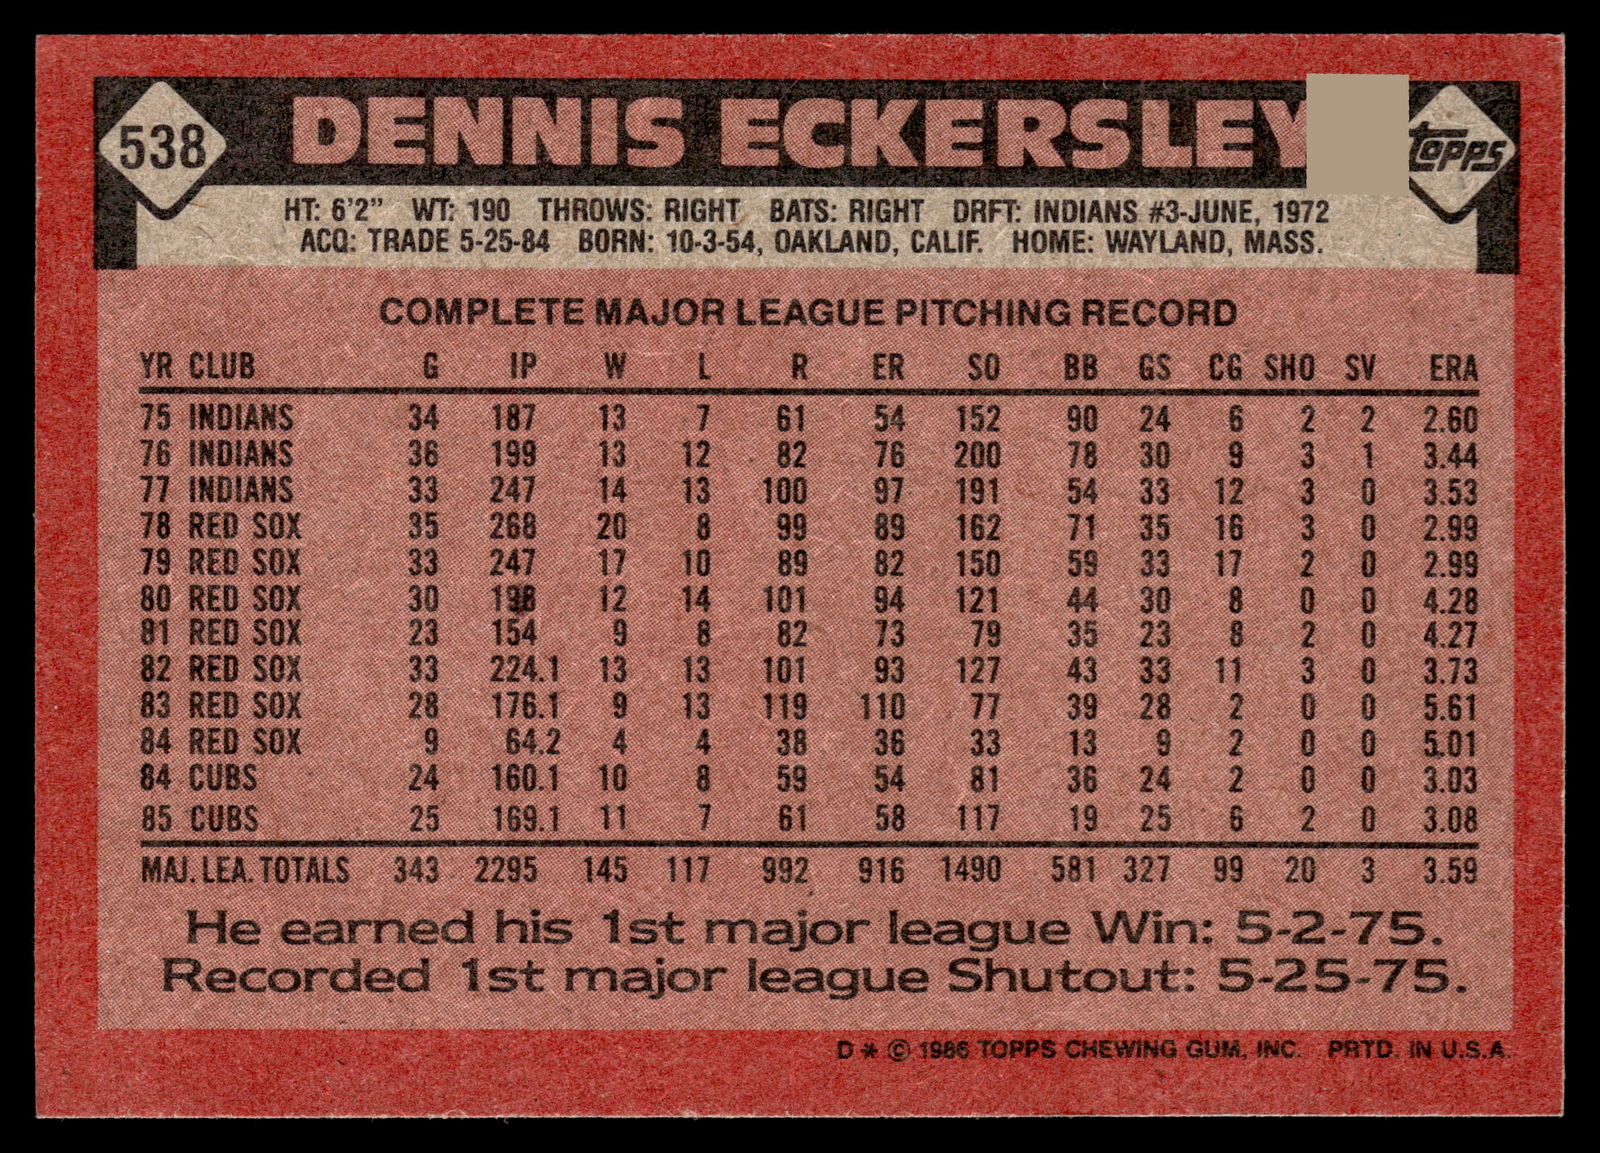 538 DENNIS ECKERSLEY topps
HT: 6'2" WT: 190 THROWS: RIGHT BATS: RIGHT DRFT: INDIANS #3-JUNE, 1972
ACQ: TRADE 5-25-84 BORN: 10-3-54, OAKLAND, CALIF. HOME: WAYLAND, MASS.
COMPLETE MAJOR LEAGUE PITCHING RECORD
YR CLUB G IP W L R ER SO BB GS CG SHO SV ERA
75 INDIANS 34 187 13 7 61 54 152 90 24 6 2 2 2.60
76 INDIANS 36 199 13 12 82 76 200 78 30 9 3 1 3.44
77 INDIANS 33 247 14 13 100 97 191 54 33 12 3 0 3.53
78 RED SOX 35 268 20 8 99 89 162 71 35 16 3 0 2.99
79 RED SOX 33 247 17 10 89 82 150 59 33 17 2 0 2.99
80 RED SOX 30 198 12 14 101 94 121 44 30 8 0 0 4.28
81 RED SOX 23 154 9 8 82 73 79 35 23 8 2 0 4.27
82 RED SOX 33 224.1 13 13 101 93 127 43 33 11 3 0 3.73
83 RED SOX 28 176.1 9 13 119 110 77 39 28 2 0 0 5.61
84 RED SOX 9 64.2 4 4 38 36 33 13 9 2 0 0 5.01
84 CUBS 24 160.1 10 8 59 54 81 36 24 2 0 0 3.03
85 CUBS 25 169.1 11 7 61 58 117 19 25 6 2 0 3.08
MAJ. LEA. TOTALS 343 2295 145 117 992 916 1490 581 327 99 20 3 3.59
He earned his 1st major league Win: 5-2-75.
Recorded 1st major league Shutout: 5-25-75.
D * © 1986 TOPPS CHEWING GUM, INC. PRTD. IN U.S.A.